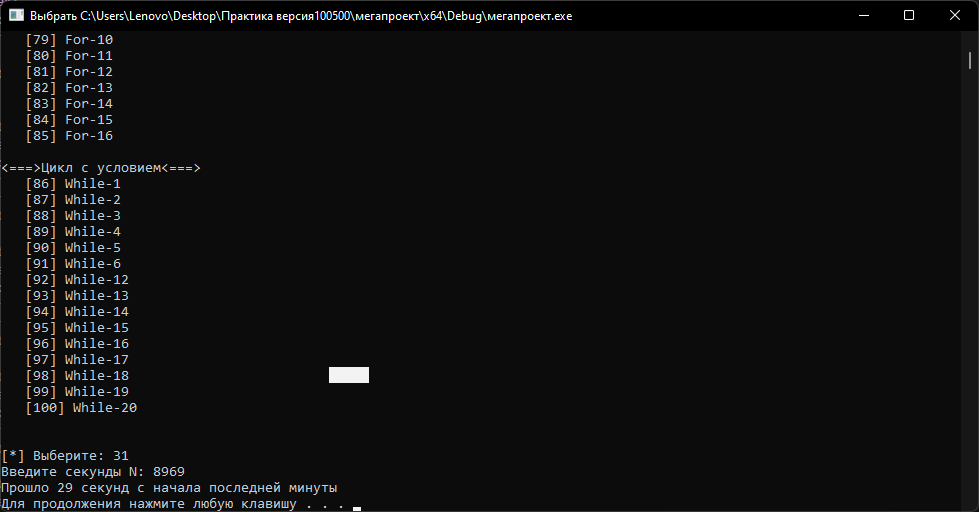 Выбрать C:\Users\Lenovo\Desktop\Практика версия100500\мегапроект\x64\Debug\мегапроект.exe
[79] For-10
[80] For-11
[81] For-12
[82] For-13
[83] For-14
[84] For-15
[85] For-16
<===>Цикл с условием<===>
[86] While-1
[87] While-2
[88] While-3
[89] While-4
[90] While-5
[91] While-6
[92] While-12
[93] While-13
[94] While-14
[95] While-15
[96] While-16
[97] While-17
[98] While-18
[99] While-19
[100] While-20
[*] Выберите: 31
Введите секунды N: 8969
Прошло 29 секунд с начала последней минуты
Для продолжения нажмите любую клавишу . . .